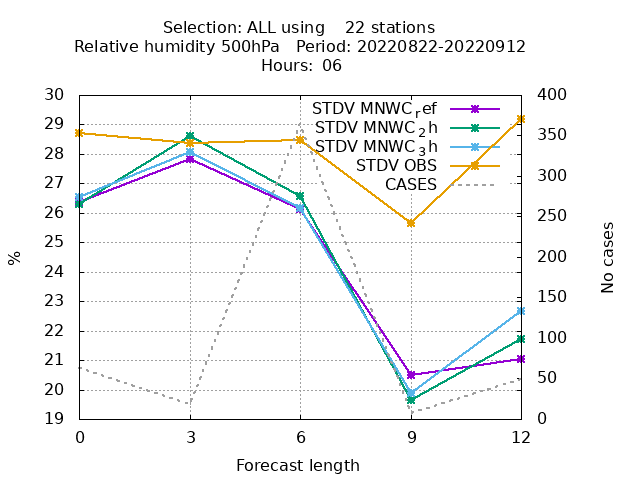 Selection: ALL using    22 stations
Relative humidity 500hPa   Period: 20220822-20220912
Hours: 06
STDV MNWC_ref
STDV MNWC_2h
STDV MNWC_3h
STDV OBS
CASES
30
29
28
27
26
25
24
23
22
21
20
19
%
400
350
300
250
200
150
100
50
0
No cases
0 3 6 9 12
Forecast length